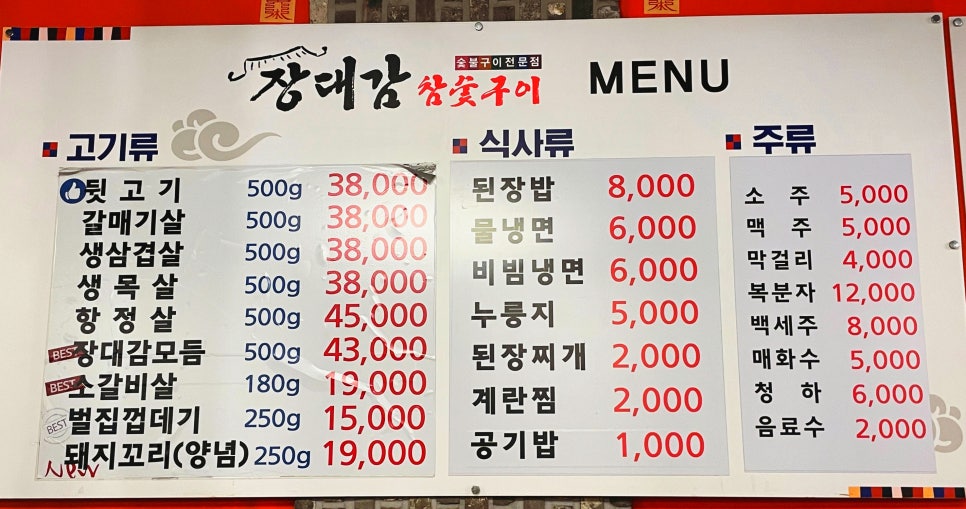 숯불구이전문점
장대감 참숯구이 MENU
고기류
뒷고기 500g 38,000
갈매기살 500g 38,000
생삼겹살 500g 38,000
생목살 500g 38,000
항정살 500g 45,000
BEST 장대감모듬 500g 43,000
BEST 소갈비살 180g 19,000
BEST 벌집껍데기 250g 15,000
new 돼지꼬리(양념) 250g 19,000
식사류
된장밥 8,000
물냉면 6,000
비빔냉면 6,000
누룽지 5,000
된장찌개 2,000
계란찜 2,000
공기밥 1,000
주류
소주 5,000
맥주 5,000
막걸리 4,000
복분자 12,000
백세주 8,000
매화수 5,000
청하 6,000
음료수 2,000